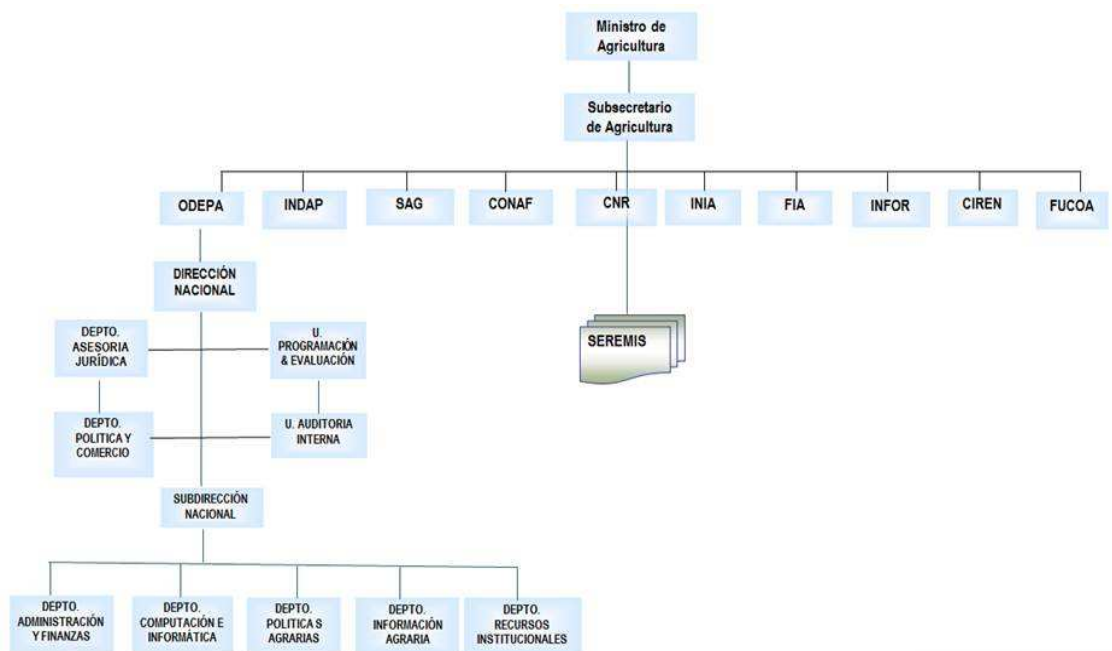 Ministro de
Agricultura
Subsecretario
de Agricultura
ODEPA
INDAP
SAG
CONAF
CNR
INIA
FIA
INFOR
CIREN
FUCOA
DIRECCIÓN
NACIONAL
SEREMIS
DEPTO.
ASESORIA
JURÍDICA
U.
PROGRAMACIÓN
& EVALUACIÓN
DEPTO.
POLITICA Y
COMERCIO
U. AUDITORIA
INTERNA
SUBDIRECCIÓN
NACIONAL
DEPTO.
ADMINISTRACIÓN
Y FINANZAS
DEPTO.
COMPUTACIÓN E
INFORMÁTICA
DEPTO.
POLITICA S
AGRARIAS
DEPTO.
INFORMACIÓN
AGRARIA
DEPTO.
RECURSOS
INSTITUCIONALES